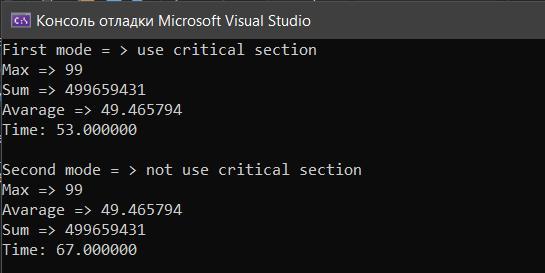 Консоль отладки Microsoft Visual Studio
First mode = > use critical section
Max => 99
Sum => 499659431
Avarage => 49.465794
Time: 53.000000
Second mode = > not use critical section
Max => 99
Avarage => 49.465794
Sum => 499659431
Time: 67.000000